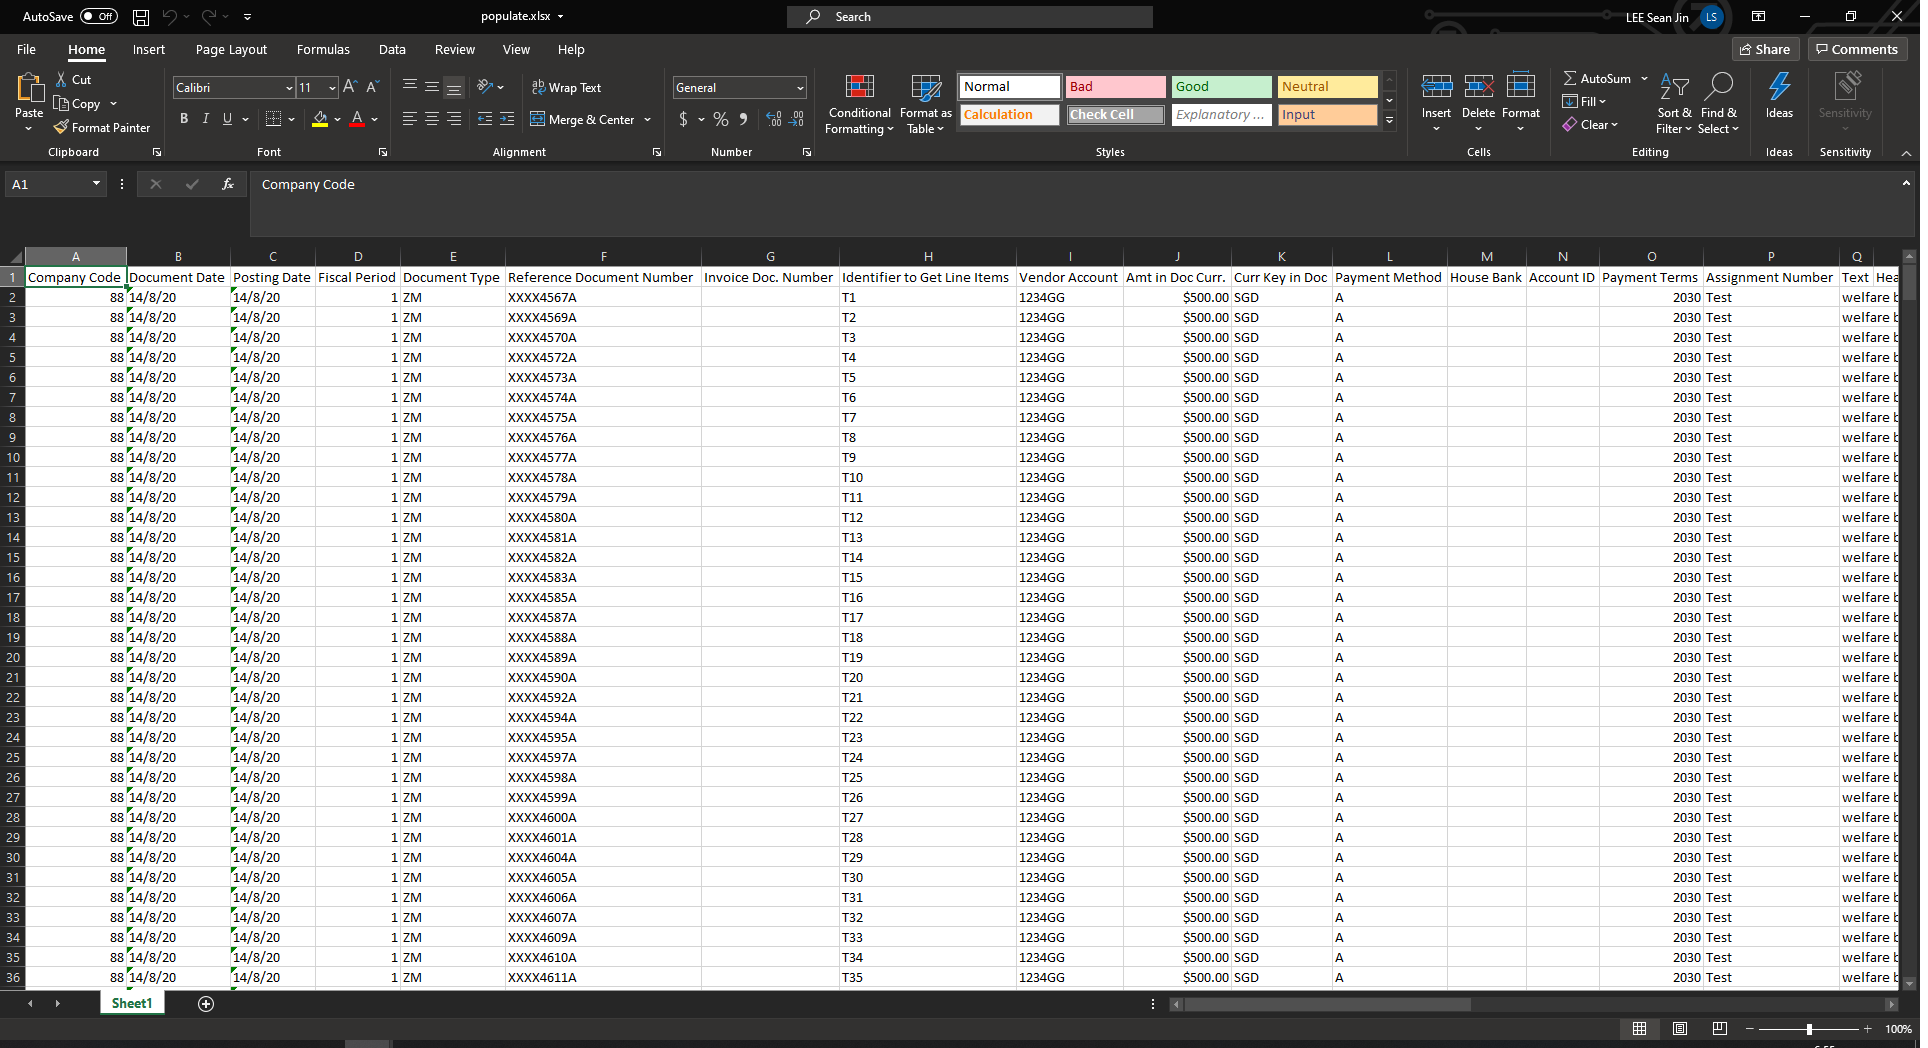 AutoSave Off populate.xlsx Search LEE Sean Jin LS
File Home Insert Page Layout Formulas Data Review View Help Share Comments
Paste Cut Copy Format Painter Clipboard
Calibri 11 A A B I U A Font
Wrap Text Merge & Center Alignment
General $ % Number
Conditional Formatting Format as Table Normal Bad Good Neutral Calculation Check Cell Explanatory ... Input Styles
Insert Delete Format Cells
AutoSum Fill Clear Sort & Filter Find & Select Editing
Ideas Ideas
Sensitivity Sensitivity
A1 fx Company Code
A B C D E F G H I J K L M N O P Q
1 Company Code Document Date Posting Date Fiscal Period Document Type Reference Document Number Invoice Doc. Number Identifier to Get Line Items Vendor Account Amt in Doc Curr. Curr Key in Doc Payment Method House Bank Account ID Payment Terms Assignment Number Text Hea
2 88 14/8/20 14/8/20 1 ZM XXXX4567A T1 1234GG $500.00 SGD A 2030 Test welfare b
3 88 14/8/20 14/8/20 1 ZM XXXX4569A T2 1234GG $500.00 SGD A 2030 Test welfare b
4 88 14/8/20 14/8/20 1 ZM XXXX4570A T3 1234GG $500.00 SGD A 2030 Test welfare b
5 88 14/8/20 14/8/20 1 ZM XXXX4572A T4 1234GG $500.00 SGD A 2030 Test welfare b
6 88 14/8/20 14/8/20 1 ZM XXXX4573A T5 1234GG $500.00 SGD A 2030 Test welfare b
7 88 14/8/20 14/8/20 1 ZM XXXX4574A T6 1234GG $500.00 SGD A 2030 Test welfare b
8 88 14/8/20 14/8/20 1 ZM XXXX4575A T7 1234GG $500.00 SGD A 2030 Test welfare b
9 88 14/8/20 14/8/20 1 ZM XXXX4576A T8 1234GG $500.00 SGD A 2030 Test welfare b
10 88 14/8/20 14/8/20 1 ZM XXXX4577A T9 1234GG $500.00 SGD A 2030 Test welfare b
11 88 14/8/20 14/8/20 1 ZM XXXX4578A T10 1234GG $500.00 SGD A 2030 Test welfare b
12 88 14/8/20 14/8/20 1 ZM XXXX4579A T11 1234GG $500.00 SGD A 2030 Test welfare b
13 88 14/8/20 14/8/20 1 ZM XXXX4580A T12 1234GG $500.00 SGD A 2030 Test welfare b
14 88 14/8/20 14/8/20 1 ZM XXXX4581A T13 1234GG $500.00 SGD A 2030 Test welfare b
15 88 14/8/20 14/8/20 1 ZM XXXX4582A T14 1234GG $500.00 SGD A 2030 Test welfare b
16 88 14/8/20 14/8/20 1 ZM XXXX4583A T15 1234GG $500.00 SGD A 2030 Test welfare b
17 88 14/8/20 14/8/20 1 ZM XXXX4585A T16 1234GG $500.00 SGD A 2030 Test welfare b
18 88 14/8/20 14/8/20 1 ZM XXXX4587A T17 1234GG $500.00 SGD A 2030 Test welfare b
19 88 14/8/20 14/8/20 1 ZM XXXX4588A T18 1234GG $500.00 SGD A 2030 Test welfare b
20 88 14/8/20 14/8/20 1 ZM XXXX4589A T19 1234GG $500.00 SGD A 2030 Test welfare b
21 88 14/8/20 14/8/20 1 ZM XXXX4590A T20 1234GG $500.00 SGD A 2030 Test welfare b
22 88 14/8/20 14/8/20 1 ZM XXXX4592A T21 1234GG $500.00 SGD A 2030 Test welfare b
23 88 14/8/20 14/8/20 1 ZM XXXX4594A T22 1234GG $500.00 SGD A 2030 Test welfare b
24 88 14/8/20 14/8/20 1 ZM XXXX4595A T23 1234GG $500.00 SGD A 2030 Test welfare b
25 88 14/8/20 14/8/20 1 ZM XXXX4597A T24 1234GG $500.00 SGD A 2030 Test welfare b
26 88 14/8/20 14/8/20 1 ZM XXXX4598A T25 1234GG $500.00 SGD A 2030 Test welfare b
27 88 14/8/20 14/8/20 1 ZM XXXX4599A T26 1234GG $500.00 SGD A 2030 Test welfare b
28 88 14/8/20 14/8/20 1 ZM XXXX4600A T27 1234GG $500.00 SGD A 2030 Test welfare b
29 88 14/8/20 14/8/20 1 ZM XXXX4601A T28 1234GG $500.00 SGD A 2030 Test welfare b
30 88 14/8/20 14/8/20 1 ZM XXXX4604A T29 1234GG $500.00 SGD A 2030 Test welfare b
31 88 14/8/20 14/8/20 1 ZM XXXX4605A T30 1234GG $500.00 SGD A 2030 Test welfare b
32 88 14/8/20 14/8/20 1 ZM XXXX4606A T31 1234GG $500.00 SGD A 2030 Test welfare b
33 88 14/8/20 14/8/20 1 ZM XXXX4607A T32 1234GG $500.00 SGD A 2030 Test welfare b
34 88 14/8/20 14/8/20 1 ZM XXXX4609A T33 1234GG $500.00 SGD A 2030 Test welfare b
35 88 14/8/20 14/8/20 1 ZM XXXX4610A T34 1234GG $500.00 SGD A 2030 Test welfare b
36 88 14/8/20 14/8/20 1 ZM XXXX4611A T35 1234GG $500.00 SGD A 2030 Test welfare b
Sheet1
100%